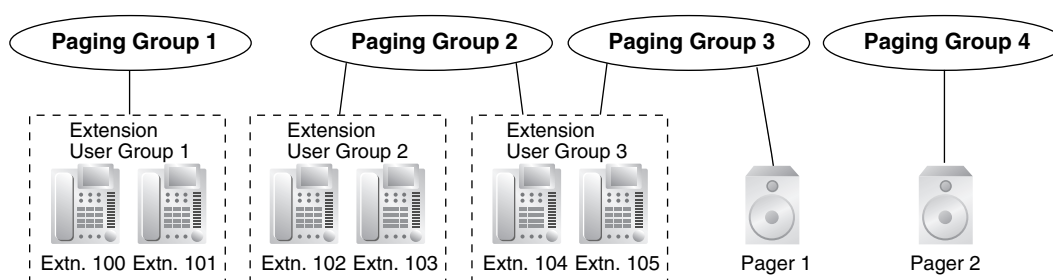 Paging Group 1 Paging Group 2 Paging Group 3 Paging Group 4
Extension
User Group 1
Extension
User Group 2
Extension
User Group 3
Extn. 100 Extn. 101 Extn. 102 Extn. 103 Extn. 104 Extn. 105 Pager 1 Pager 2